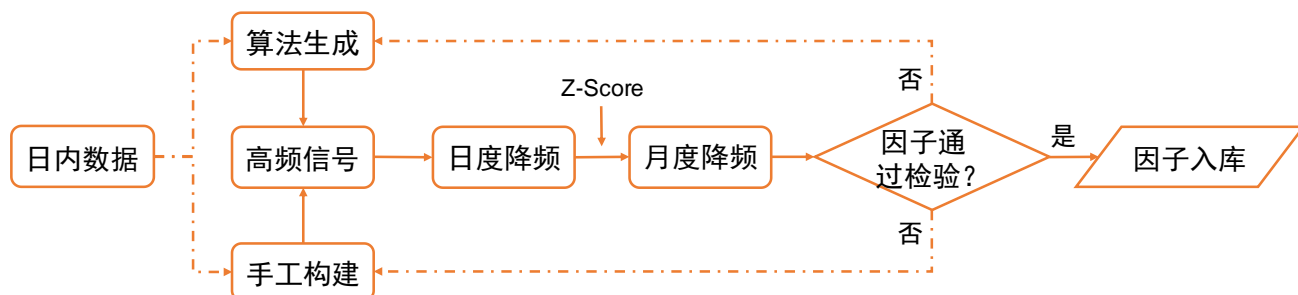 算法生成
否
Z-Score
日内数据
高频信号
日度降频
月度降频
因子通
过检验？
是
因子入库
否
手工构建